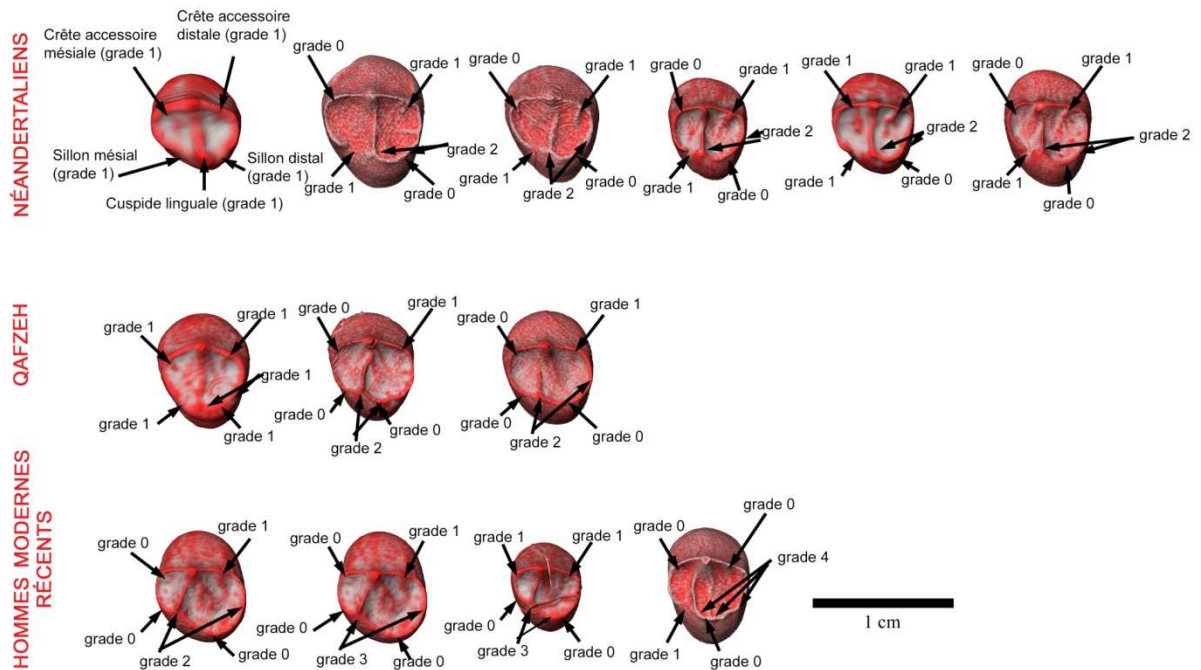 NÉANDERTALIENS
Crête accessoire
mésiale (grade 1)
Crête accessoire
distale (grade 1)
Sillon mésial
(grade 1)
Sillon distal
(grade 1)
Cuspide linguale (grade 1)
grade 0
grade 1
grade 2
grade 1
grade 0
grade 0
grade 1
grade 1
grade 2
grade 0
grade 0
grade 1
grade 2
grade 1
grade 0
grade 1
grade 1
grade 2
grade 1
grade 0
grade 0
grade 1
grade 2
grade 1
grade 0
QAFZEH
grade 1
grade 1
grade 1
grade 1
grade 1
grade 0
grade 1
grade 0
grade 0
grade 2
grade 0
grade 1
grade 0
grade 0
grade 2
HOMMES MODERNES
RÉCENTS
grade 0
grade 1
grade 0
grade 0
grade 2
grade 0
grade 1
grade 0
grade 3
grade 0
grade 1
grade 1
grade 0
grade 3
grade 0
grade 0
grade 0
grade 4
grade 1
grade 0
1 cm